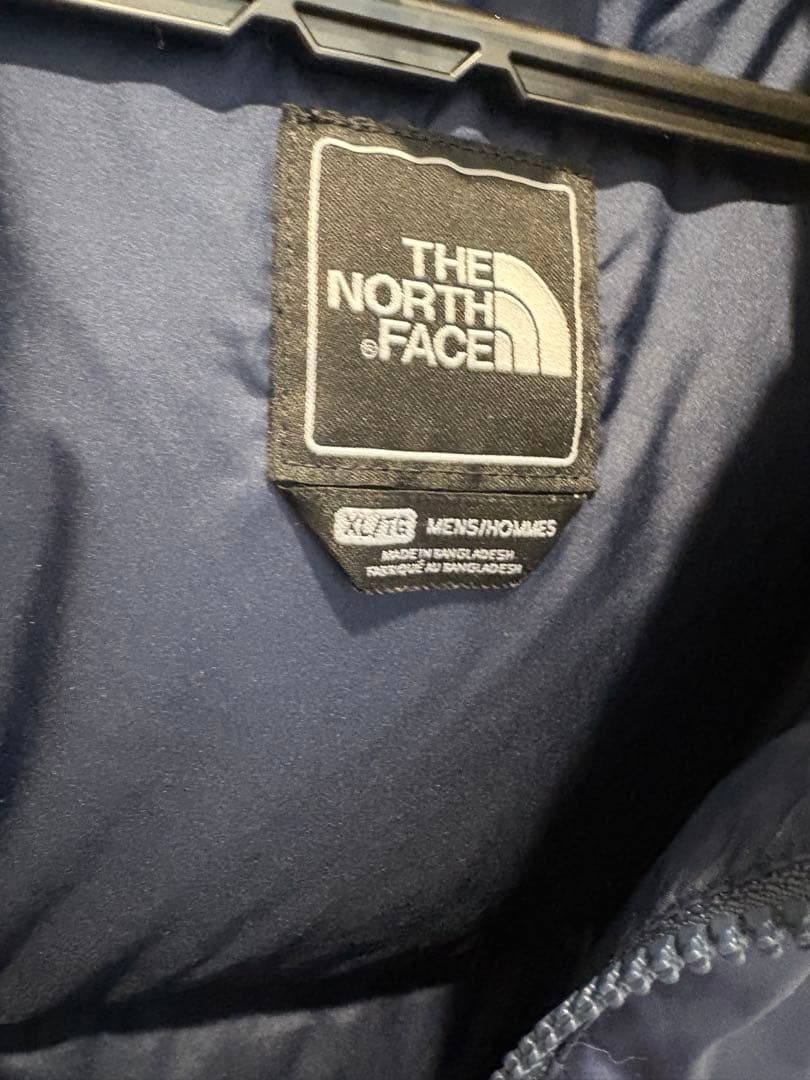 THE
NORTH
®FACE
XL/TG MENS/HOMMES
MADE IN BANGLADESH
FABRIQUÉ AU BANGLADESH